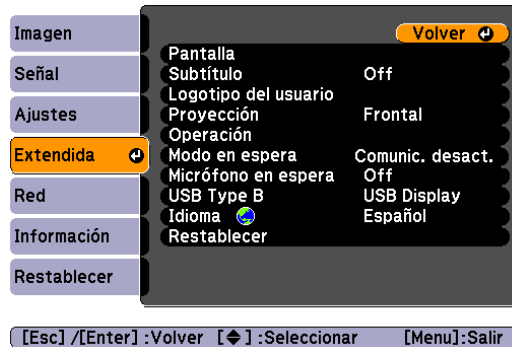 Imagen
Señal
Ajustes
Extendida
Red
Información
Restablecer
Volver
Pantalla
Subtítulo Off
Logotipo del usuario
Proyección Frontal
Operación
Modo en espera Comunic. desact.
Micrófono en espera Off
USB Type B USB Display
Idioma Español
Restablecer
[Esc] /[Enter] :Volver [◆] :Seleccionar [Menu]:Salir